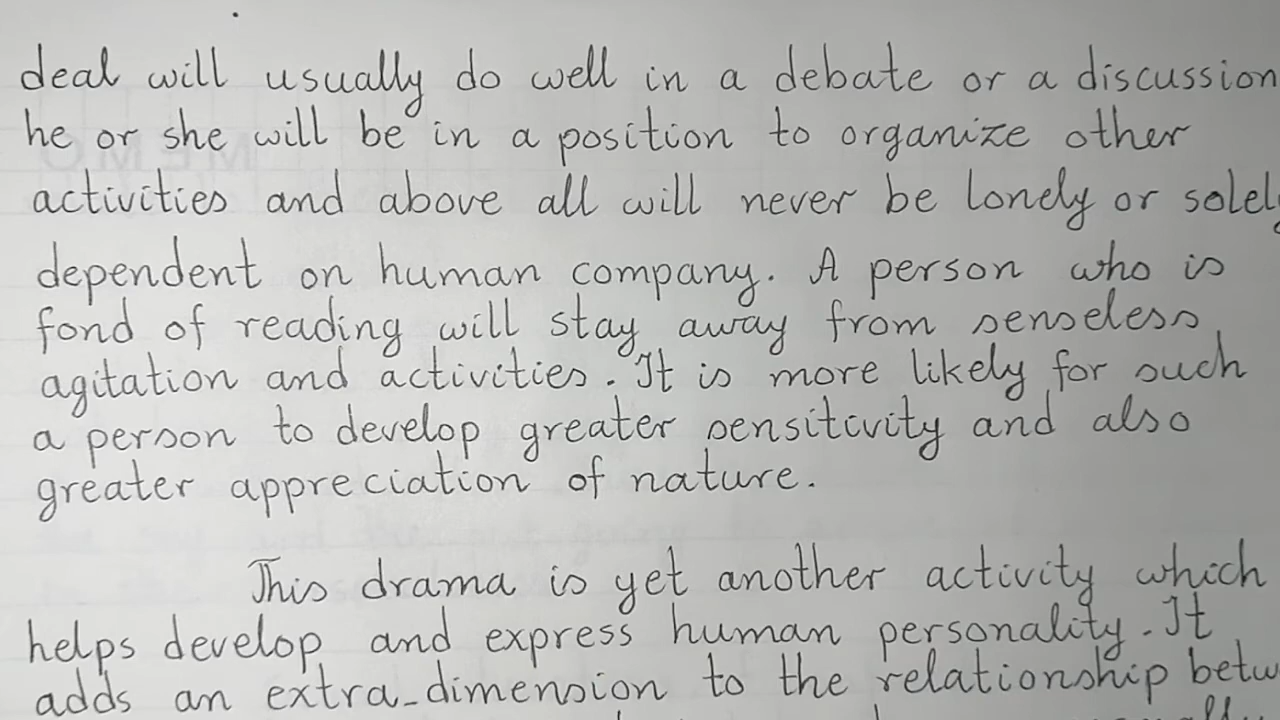 deal will usually do well in a debate or a discussion
he or she will be in a position to organize other
activities and above all will never be lonely or solely
dependent on human company. A person who is
fond of reading will stay away from senseless
agitation and activities. It is more likely for such
a person to develop greater sensitivity and also
greater appreciation of nature.
This drama is yet another activity which
helps develop and express human personality. It
adds an extra-dimension to the relationship betw